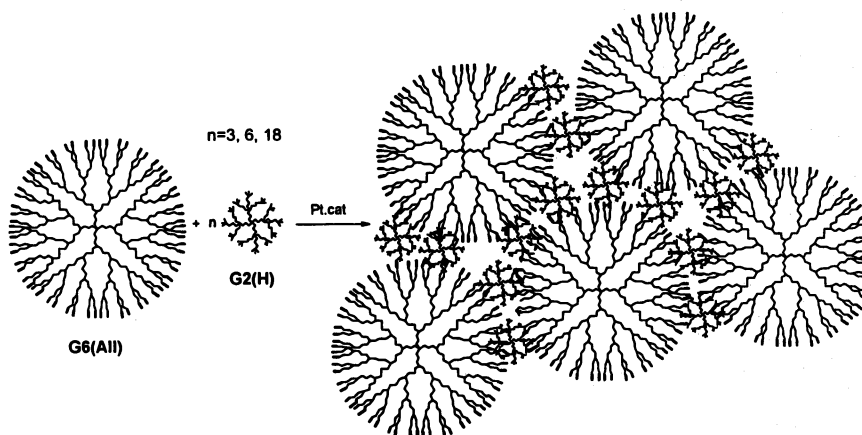 n=3, 6, 18
+ n
Pt.cat
G2(H)
G6(All)